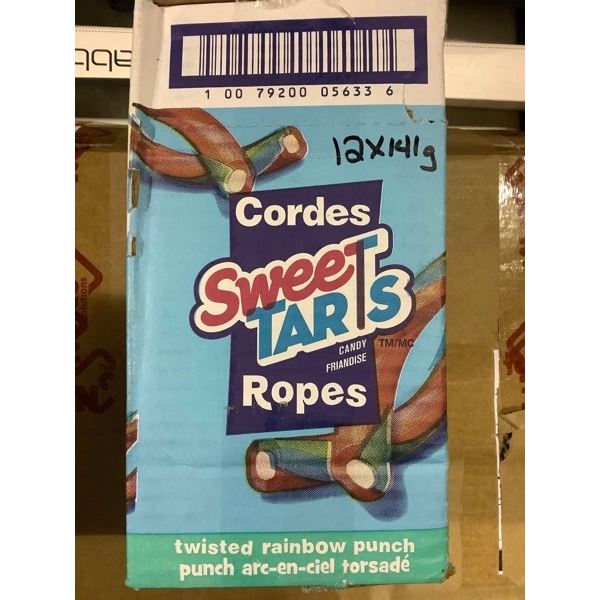 1 00 79200 05633 6
12x141g
Cordes
SweeTARTS
CANDY
FRIANDISE
TM/MC
Ropes
twisted rainbow punch
punch arc-en-ciel torsadé